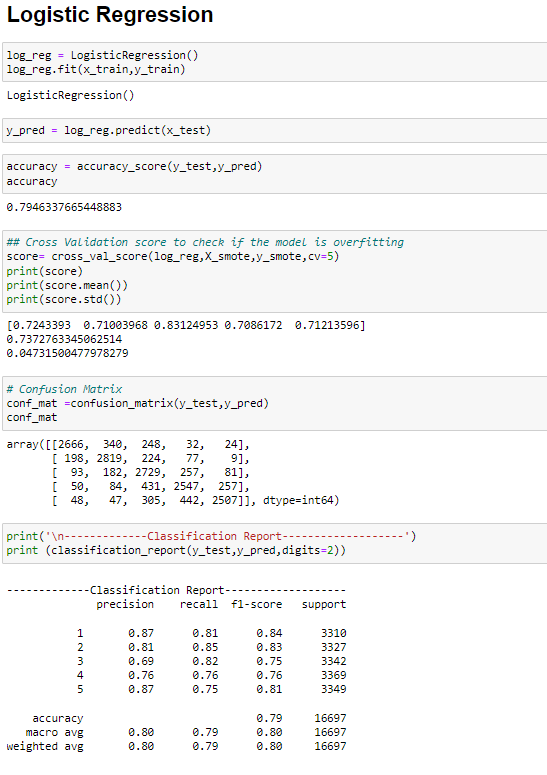 Logistic Regression
log_reg = LogisticRegression()
log_reg.fit(x_train,y_train)
LogisticRegression()
y_pred = log_reg.predict(x_test)
accuracy = accuracy_score(y_test,y_pred)
accuracy
0.7946337665448883
## Cross Validation score to check if the model is overfitting
score= cross_val_score(log_reg,X_smote,y_smote,cv=5)
print(score)
print(score.mean())
print(score.std())
[0.7243393  0.71003968 0.83124953 0.7086172  0.71213596]
0.7372763345062514
0.04731500477978279
# Confusion Matrix
conf_mat =confusion_matrix(y_test,y_pred)
conf_mat
array([[2666,  340,  248,   32,   24],
       [ 198, 2819,  224,   77,    9],
       [  93,  182, 2729,  257,   81],
       [  50,   84,  431, 2547,  257],
       [  48,   47,  305,  442, 2507]], dtype=int64)
print('\n-------------Classification Report-------------------')
print (classification_report(y_test,y_pred,digits=2))
-------------Classification Report-------------------
              precision    recall  f1-score   support
           1       0.87      0.81      0.84      3310
           2       0.81      0.85      0.83      3327
           3       0.69      0.82      0.75      3342
           4       0.76      0.76      0.76      3369
           5       0.87      0.75      0.81      3349
    accuracy                           0.79     16697
   macro avg       0.80      0.79      0.80     16697
weighted avg       0.80      0.79      0.80     16697